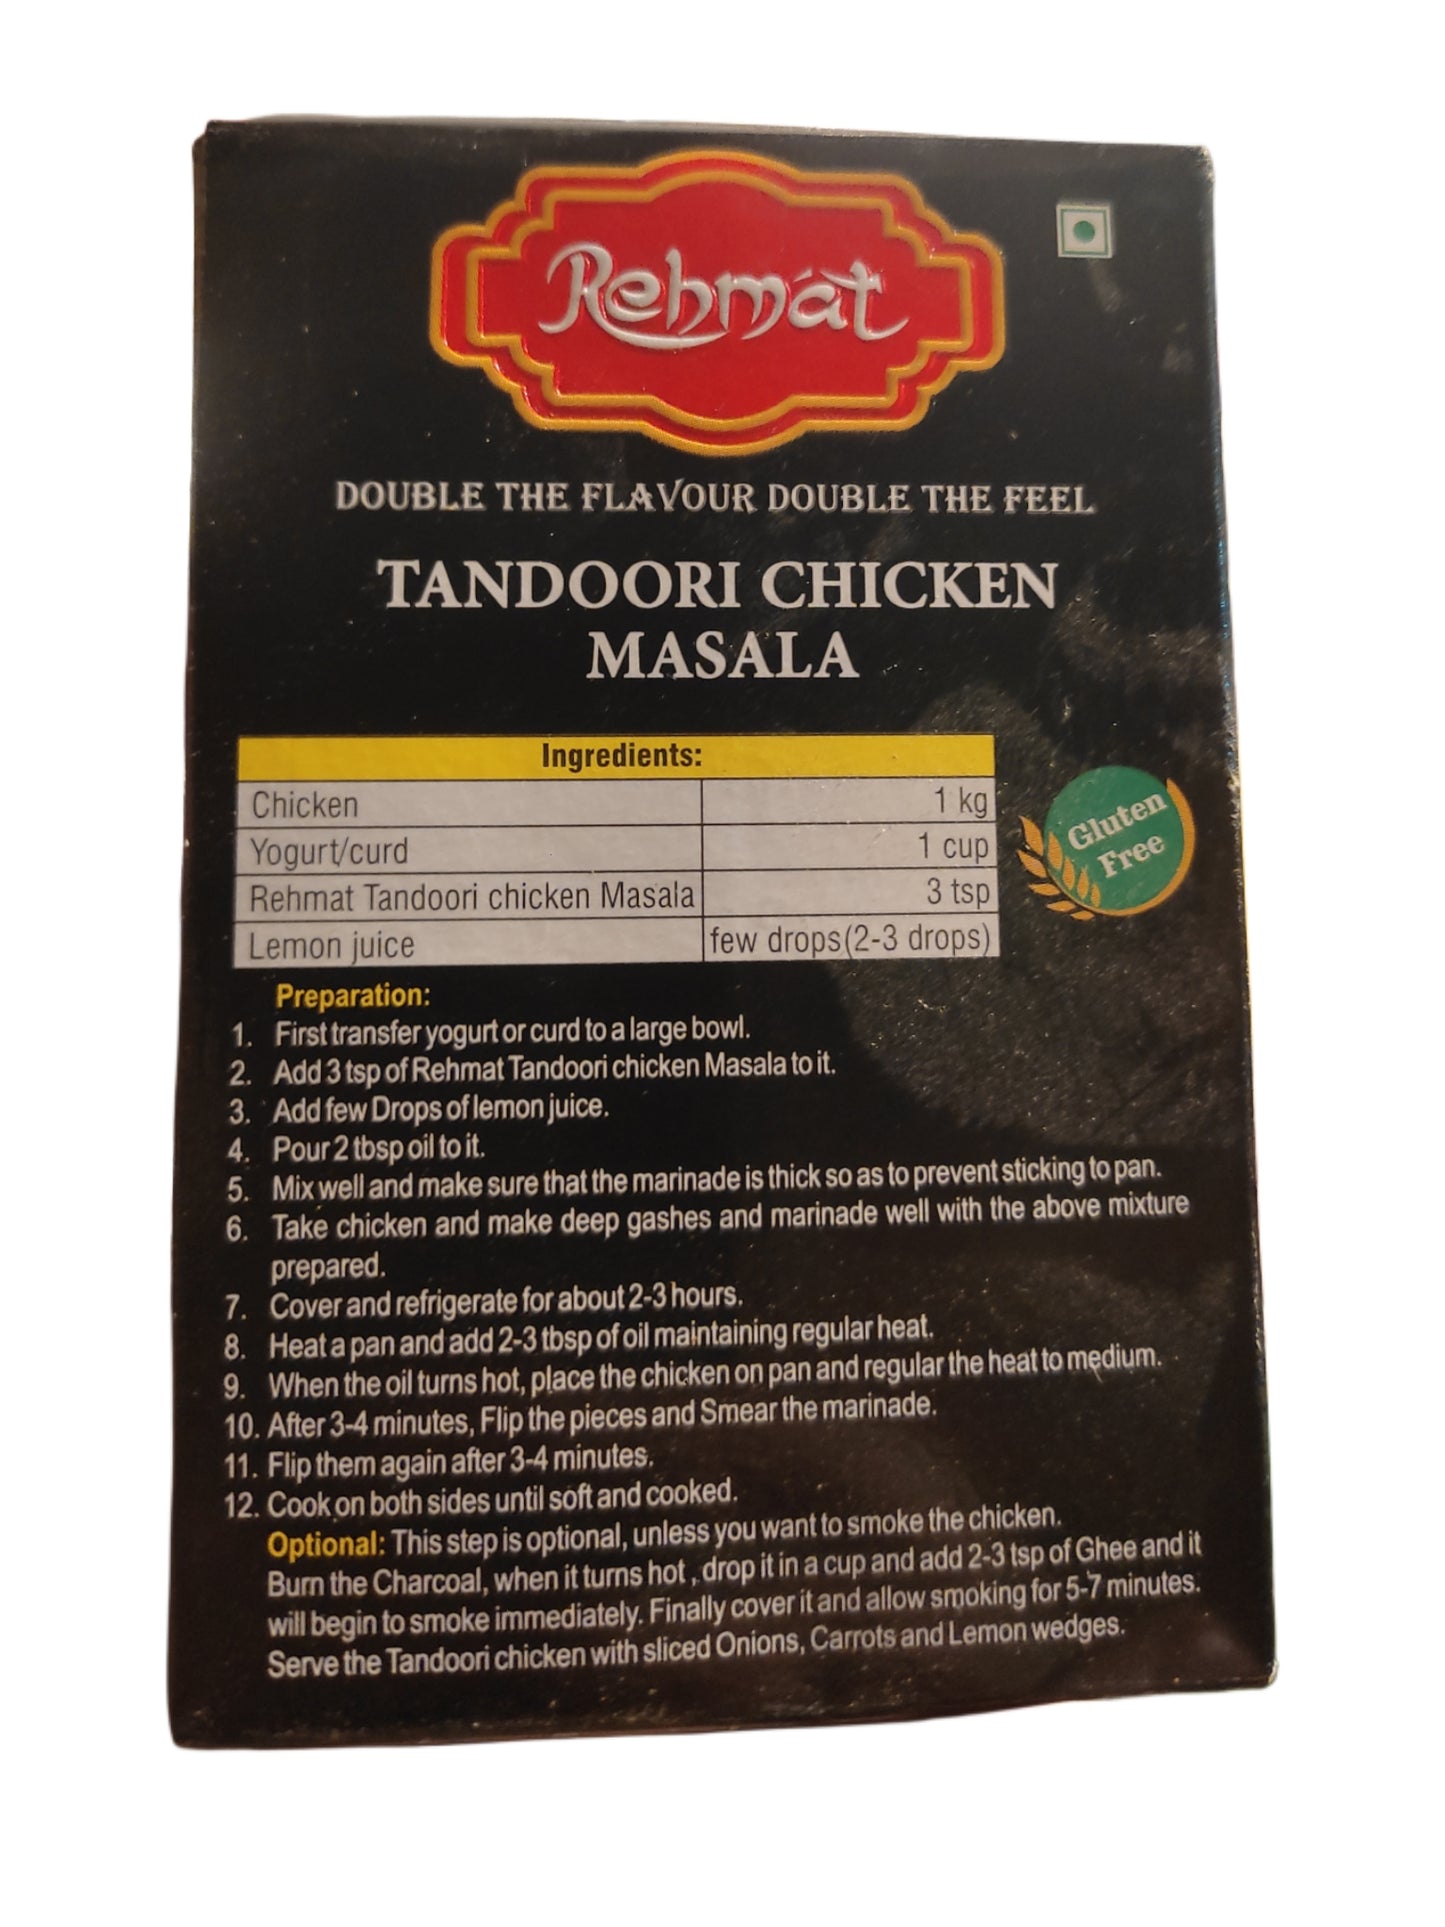 Rehmat
DOUBLE THE FLAVOUR DOUBLE THE FEEL
TANDOORI CHICKEN
MASALA
Ingredients:
Chicken 1 kg
Yogurt/curd 1 cup
Rehmat Tandoori chicken Masala 3 tsp
Lemon juice few drops(2-3 drops)
Gluten
Free
Preparation:
1. First transfer yogurt or curd to a large bowl.
2. Add 3 tsp of Rehmat Tandoori chicken Masala to it.
3. Add few Drops of lemon juice.
4. Pour 2 tbsp oil to it.
5. Mix well and make sure that the marinade is thick so as to prevent sticking to pan.
6. Take chicken and make deep gashes and marinade well with the above mixture
prepared.
7. Cover and refrigerate for about 2-3 hours.
8. Heat a pan and add 2-3 tbsp of oil maintaining regular heat.
9. When the oil turns hot, place the chicken on pan and regular the heat to medium.
10. After 3-4 minutes, Flip the pieces and Smear the marinade.
11. Flip them again after 3-4 minutes.
12. Cook on both sides until soft and cooked.
Optional: This step is optional, unless you want to smoke the chicken.
Burn the Charcoal, when it turns hot , drop it in a cup and add 2-3 tsp of Ghee and it
will begin to smoke immediately. Finally cover it and allow smoking for 5-7 minutes.
Serve the Tandoori chicken with sliced Onions, Carrots and Lemon wedges.